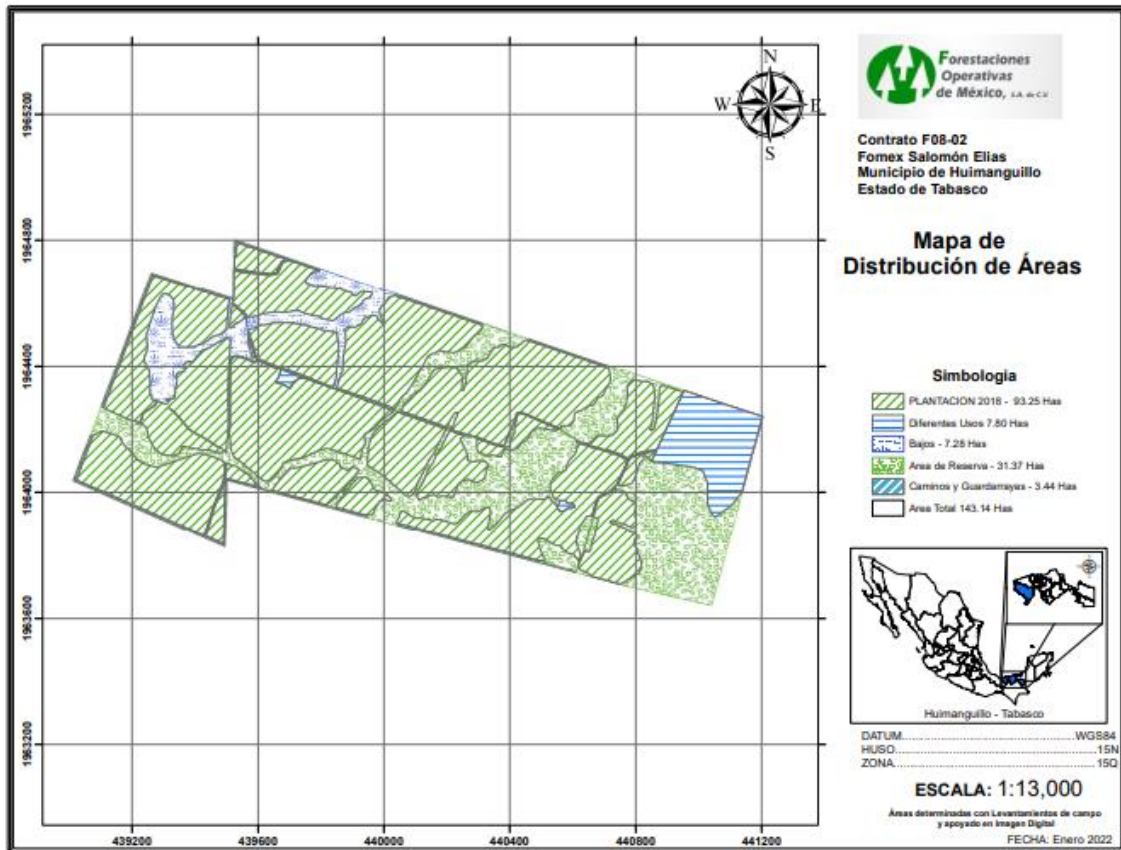 N
W
E
S
1965200
1964800
1964400
1964000
1963600
1963200
439200
439600
440000
440400
440800
441200
Forestaciones
Operativas
de México, S.A. de C.V.
Contrato F08-02
Fomex Salomón Elias
Municipio de Huimanguillo
Estado de Tabasco
Mapa de
Distribución de Áreas
Simbologia
PLANTACION 2018 - 93.25 Has
Diferentes Usos 7.80 Has
Bajos - 7.28 Has
Area de Reserva - 31.37 Has
Caminos y Guardarrayas - 3.44 Has
Area Total 143.14 Has
Huimanguillo - Tabasco
DATUM........................................WGS84
HUSO..............................................15N
ZONA..............................................15Q
ESCALA: 1:13,000
Áreas determinadas con Levantamientos de campo
y apoyado en Imagen Digital
FECHA: Enero 2022